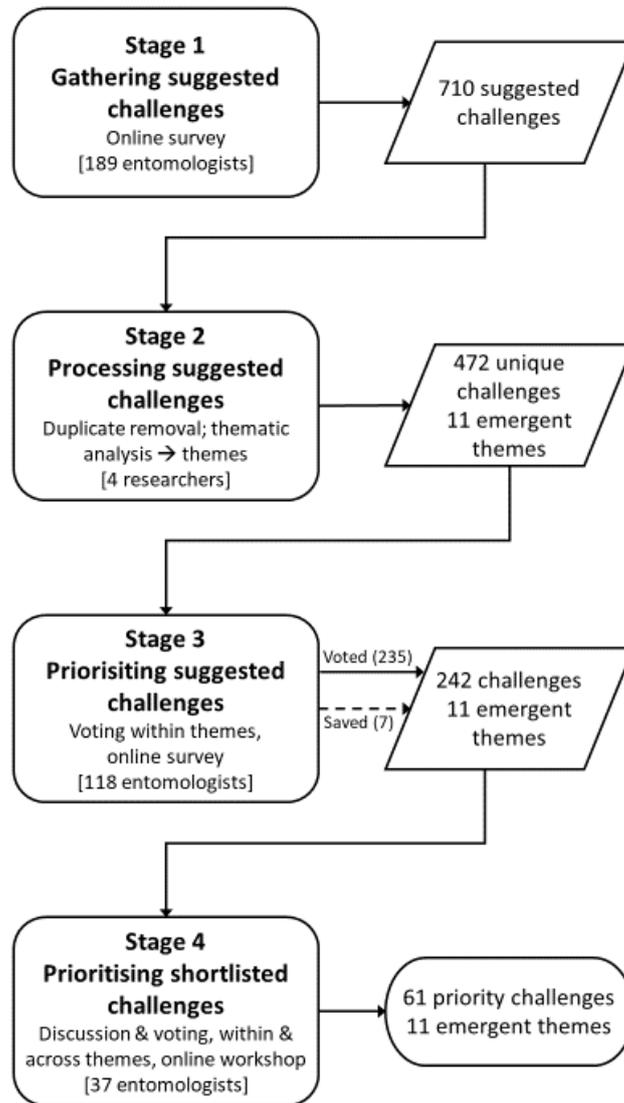 Stage 1
Gathering suggested
challenges
Online survey
[189 entomologists]
710 suggested
challenges
Stage 2
Processing suggested
challenges
Duplicate removal; thematic
analysis → themes
[4 researchers]
472 unique
challenges
11 emergent
themes
Stage 3
Priorisiting suggested
challenges
Voting within themes,
online survey
[118 entomologists]
Voted (235)
Saved (7)
242 challenges
11 emergent
themes
Stage 4
Prioritising shortlisted
challenges
Discussion & voting, within &
across themes, online workshop
[37 entomologists]
61 priority challenges
11 emergent themes